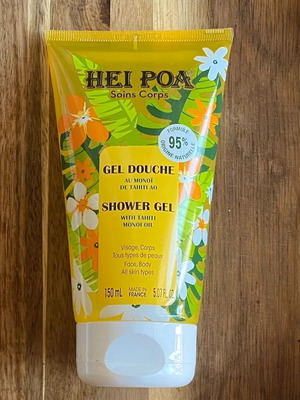 HEI POA
Soins Corps
FORMULE
95%
ORIGINE NATURELLE
GEL DOUCHE
AU MONOÏ
DE TAHITI AO
SHOWER GEL
WITH TAHITI
MONOI OIL
Visage, Corps
Tous types de peaux
Face, Body
All skin types
150 mL MADE IN FRANCE 5.07 FL. OZ.